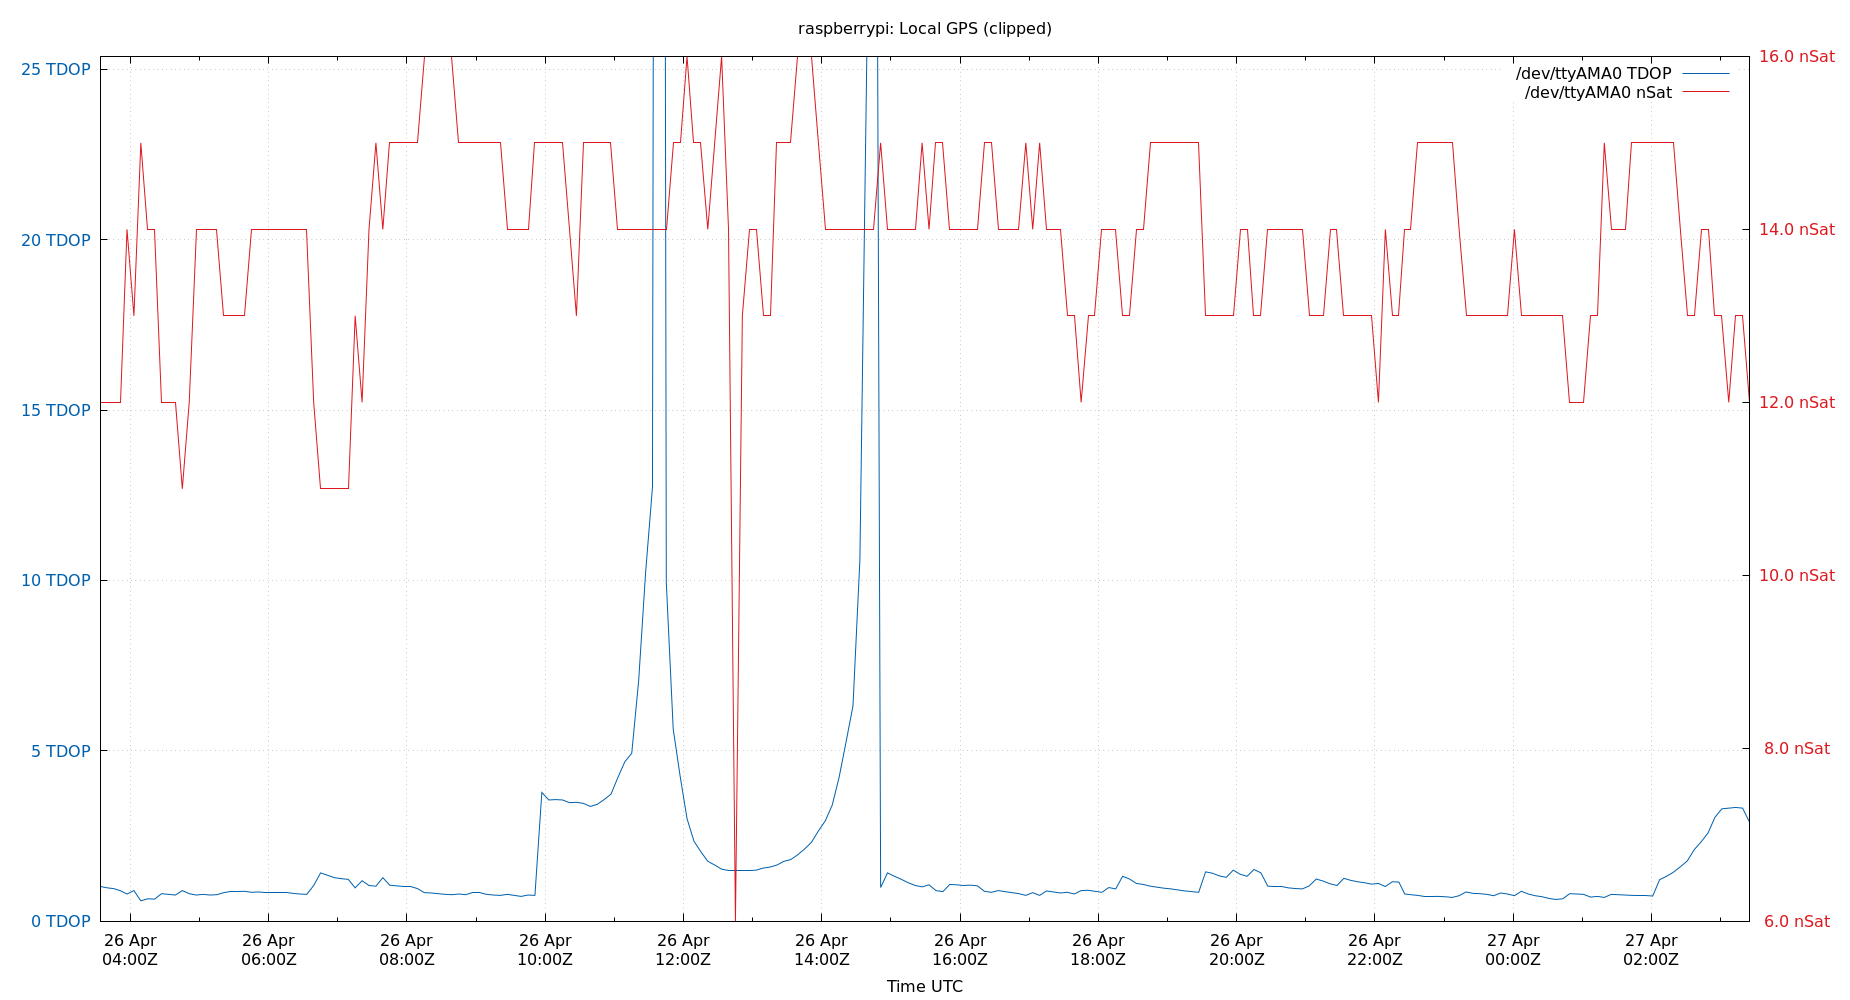 raspberrypi: Local GPS (clipped)
25 TDOP
20 TDOP
15 TDOP
10 TDOP
5 TDOP
0 TDOP
16.0 nSat
14.0 nSat
12.0 nSat
10.0 nSat
8.0 nSat
6.0 nSat
/dev/ttyAMA0 TDOP
/dev/ttyAMA0 nSat
26 Apr 26 Apr 26 Apr 26 Apr 26 Apr 26 Apr 26 Apr 26 Apr 26 Apr 26 Apr 27 Apr 27 Apr
04:00Z 06:00Z 08:00Z 10:00Z 12:00Z 14:00Z 16:00Z 18:00Z 20:00Z 22:00Z 00:00Z 02:00Z
Time UTC